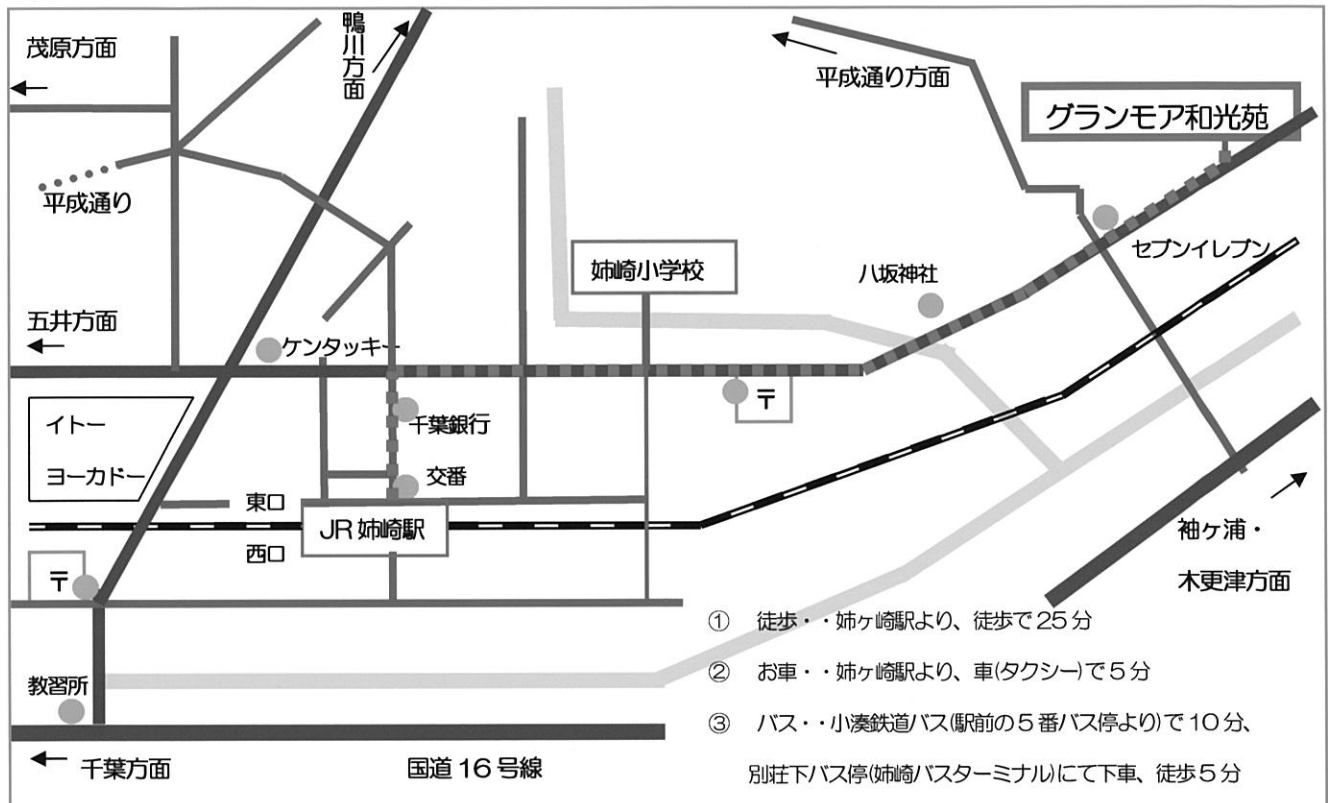 茂原方面
鴨川方面
平成通り方面
グランモア和光苑
平成通り
セブンイレブン
姉崎小学校
八坂神社
五井方面
ケンタッキー
〒
イトー
ヨーカドー
千葉銀行
交番
東口
JR 姉崎駅
西口
〒
袖ヶ浦・
木更津方面
① 徒歩・・姉ヶ崎駅より、徒歩で25分
② お車・・姉ヶ崎駅より、車(タクシー)で5分
教習所
③ バス・・小湊鉄道バス(駅前の5番バス停より)で10分、
別荘下バス停(姉崎バスターミナル)にて下車、徒歩5分
千葉方面
国道16号線